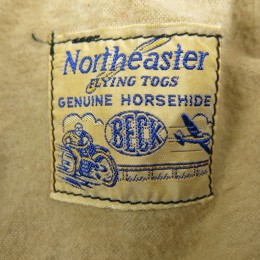 Northeaster
FLYING TOGS
GENUINE HORSEHIDE
BECK